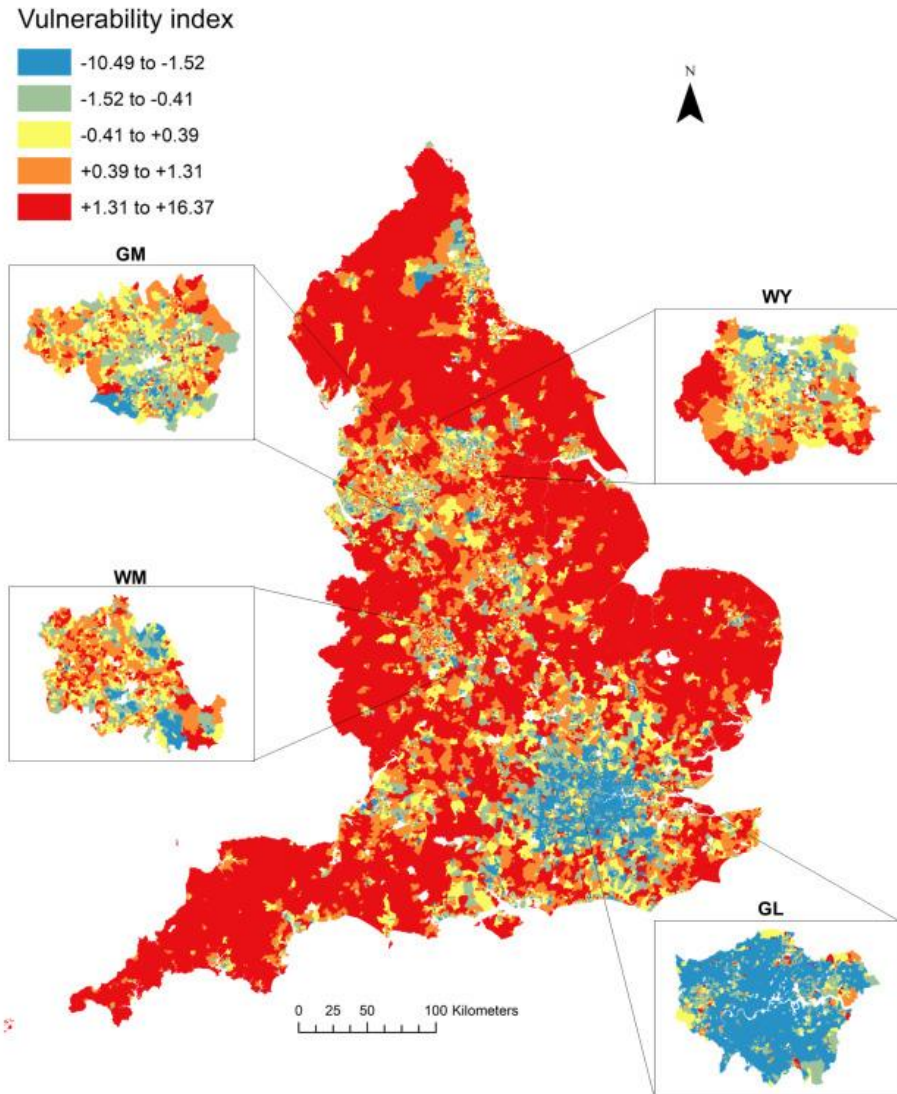 Vulnerability index
-10.49 to -1.52
-1.52 to -0.41
-0.41 to +0.39
+0.39 to +1.31
+1.31 to +16.37
N
GM
WY
WM
GL
0 25 50 100 Kilometers